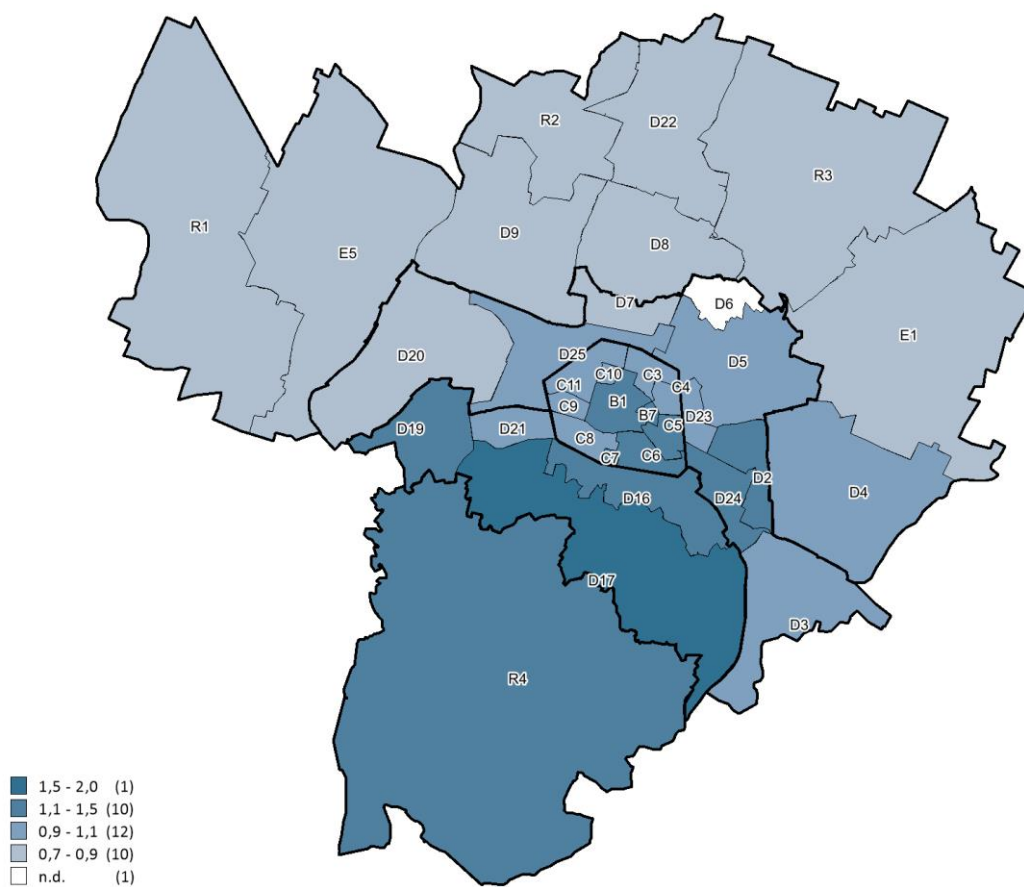 R2
D22
R3
R1
D9
D8
E5
D7
D6
E1
D20
D25
D5
C10
C3
C11
C4
B1
C9
B7
D23
C5
D19
D21
C8
C7
C6
D2
D16
D24
D4
D17
D3
R4
1,5 - 2,0 (1)
1,1 - 1,5 (10)
0,9 - 1,1 (12)
0,7 - 0,9 (10)
n.d. (1)